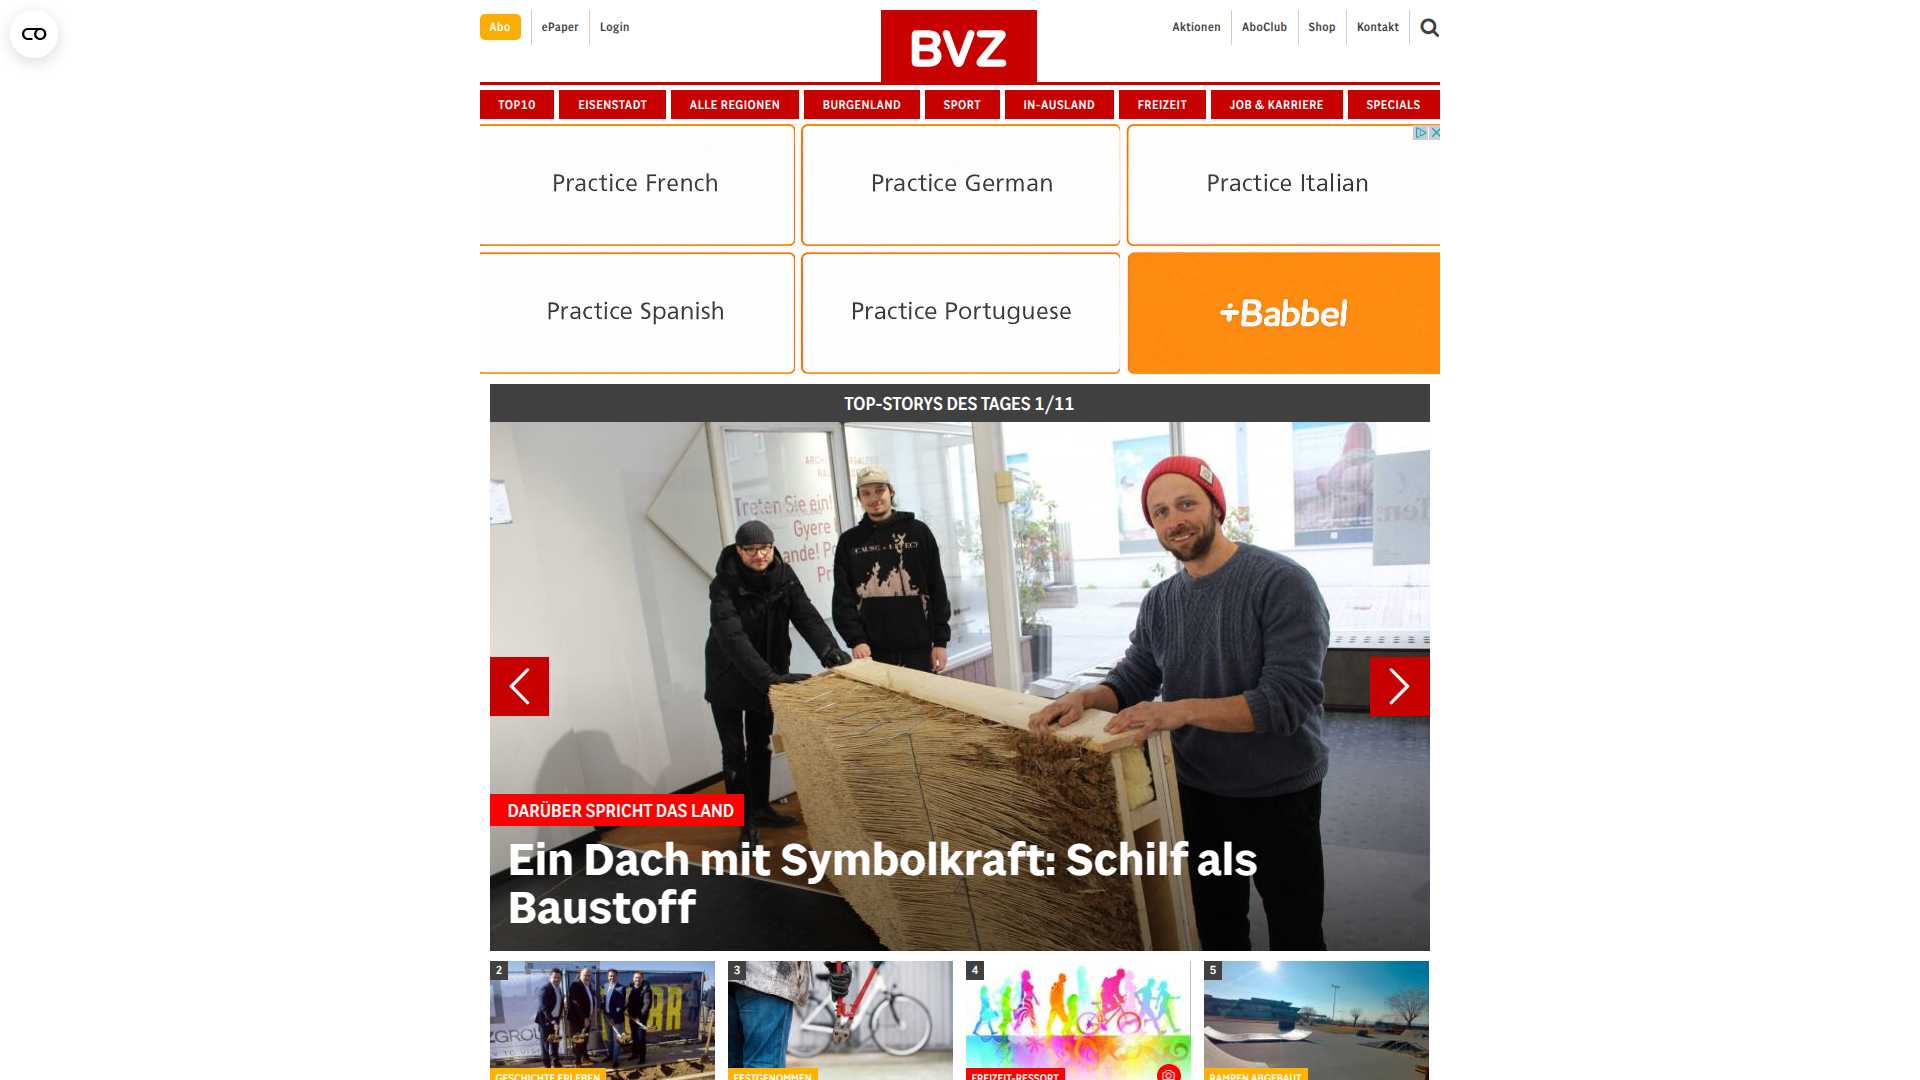 Abo
ePaper
Login
BVZ
Aktionen
AboClub
Shop
Kontakt
TOP10
EISENSTADT
ALLE REGIONEN
BURGENLAND
SPORT
IN-AUSLAND
FREIZEIT
JOB & KARRIERE
SPECIALS
Practice French
Practice German
Practice Italian
Practice Spanish
Practice Portuguese
+Babbel
TOP-STORYS DES TAGES 1/11
Treten Sie ein!
Gyere
CAUSE + EFFECT
DARÜBER SPRICHT DAS LAND
Ein Dach mit Symbolkraft: Schilf als
Baustoff
2
3
4
5
GESCHICHTE ERLEBEN
FESTGENOMMEN
FREIZEIT-RESSORT
RAMPEN ABGEBAUT